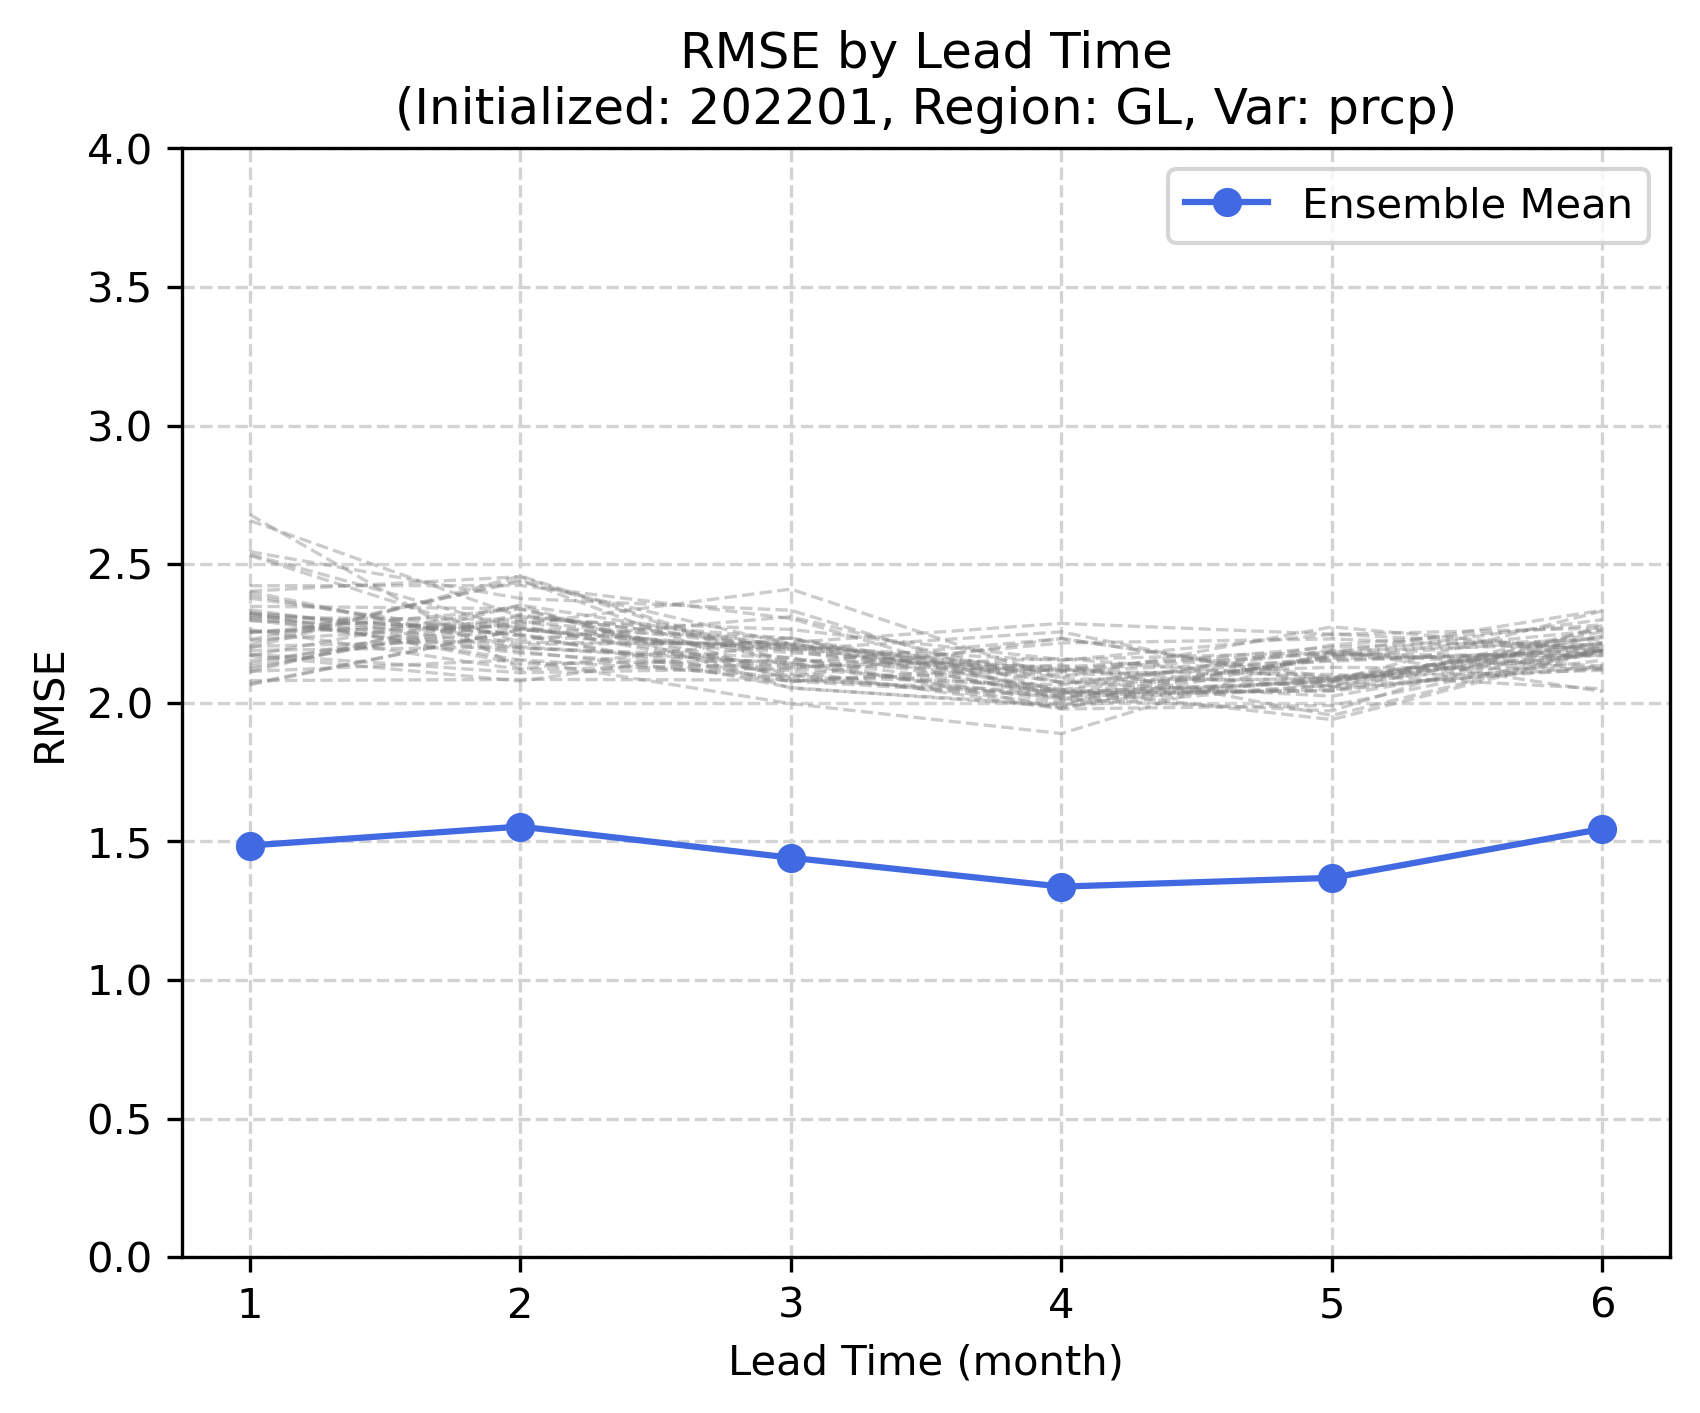 RMSE by Lead Time
(Initialized: 202201, Region: GL, Var: prcp)
4.0
3.5
3.0
2.5
2.0
1.5
1.0
0.5
0.0
RMSE
Ensemble Mean
1 2 3 4 5 6
Lead Time (month)